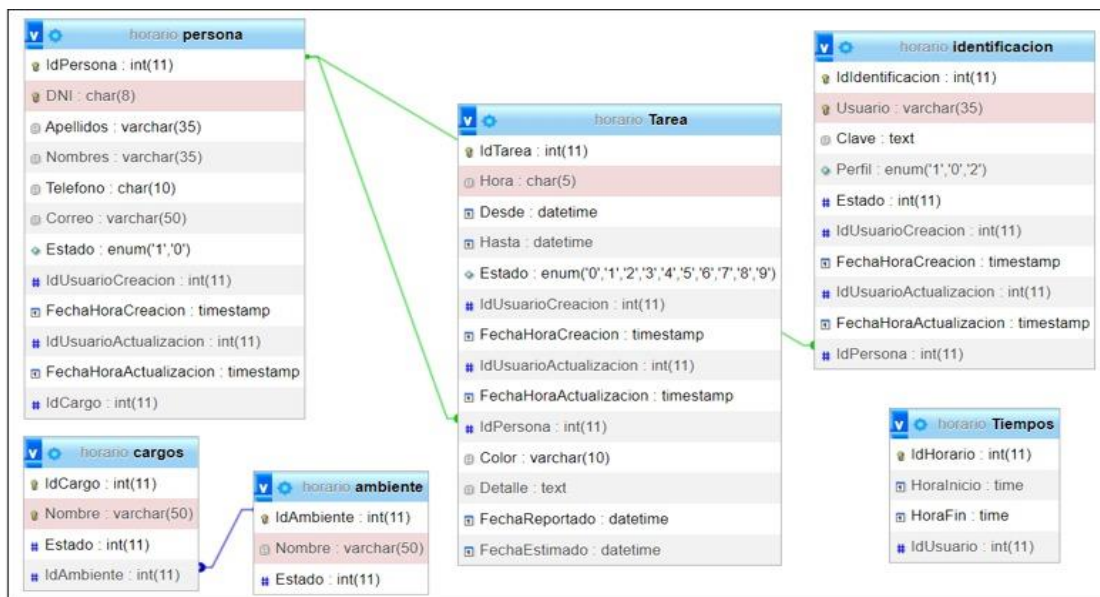 horario persona
IdPersona : int(11)
DNI : char(8)
Apellidos : varchar(35)
Nombres : varchar(35)
Telefono : char(10)
Correo : varchar(50)
Estado : enum('1','0')
IdUsuarioCreacion : int(11)
FechaHoraCreacion : timestamp
IdUsuarioActualizacion : int(11)
FechaHoraActualizacion : timestamp
IdCargo : int(11)
horario cargos
IdCargo : int(11)
Nombre : varchar(50)
Estado : int(11)
IdAmbiente : int(11)
horario ambiente
IdAmbiente : int(11)
Nombre : varchar(50)
Estado : int(11)
horario Tarea
IdTarea : int(11)
Hora : char(5)
Desde : datetime
Hasta : datetime
Estado : enum('0','1','2','3','4','5','6','7','8','9')
IdUsuarioCreacion : int(11)
FechaHoraCreacion : timestamp
IdUsuarioActualizacion : int(11)
FechaHoraActualizacion : timestamp
IdPersona : int(11)
Color : varchar(10)
Detalle : text
FechaReportado : datetime
FechaEstimado : datetime
horario identificacion
IdIdentificacion : int(11)
Usuario : varchar(35)
Clave : text
Perfil : enum('1','0','2')
Estado : int(11)
IdUsuarioCreacion : int(11)
FechaHoraCreacion : timestamp
IdUsuarioActualizacion : int(11)
FechaHoraActualizacion : timestamp
IdPersona : int(11)
horario Tiempos
IdHorario : int(11)
HoraInicio : time
HoraFin : time
IdUsuario : int(11)